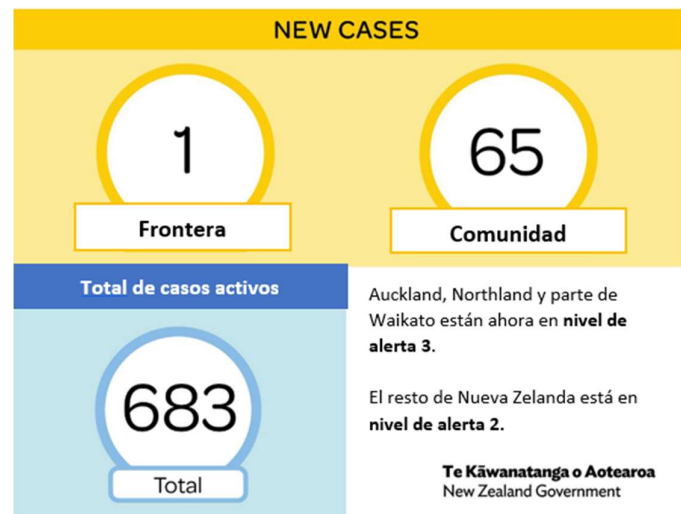 NEW CASES
1
Frontera
65
Comunidad
Total de casos activos
683
Total
Auckland, Northland y parte de
Waikato están ahora en nivel de
alerta 3.
El resto de Nueva Zelanda está en
nivel de alerta 2.
Te Kāwanatanga o Aotearoa
New Zealand Government